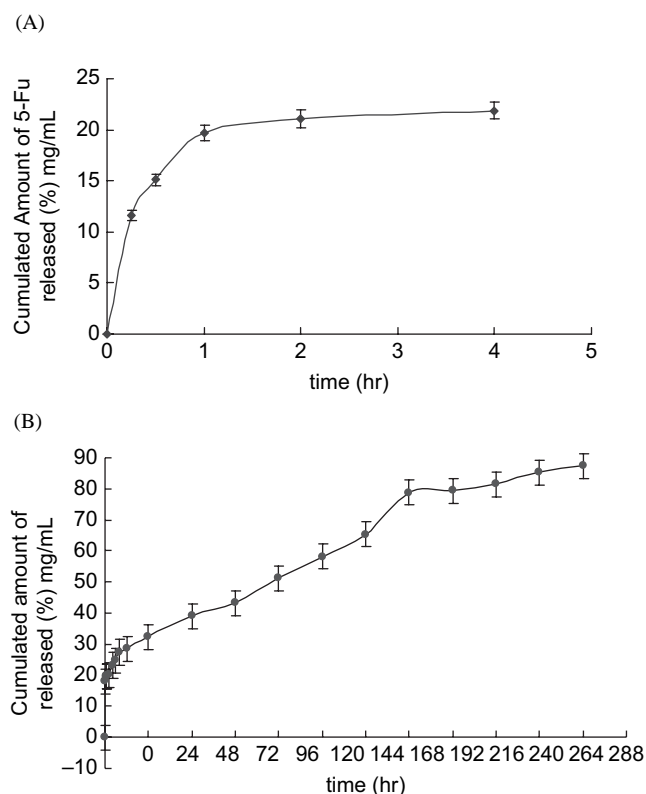 (A)
Cumulated Amount of 5-Fu
released (%) mg/mL
25
20
15
10
5
0
0 1 2 3 4 5
time (hr)
(B)
Cumulated amount of
released (%) mg/mL
90
80
70
60
50
40
30
20
10
0
–10
0 24 48 72 96 120 144 168 192 216 240 264 288
time (hr)